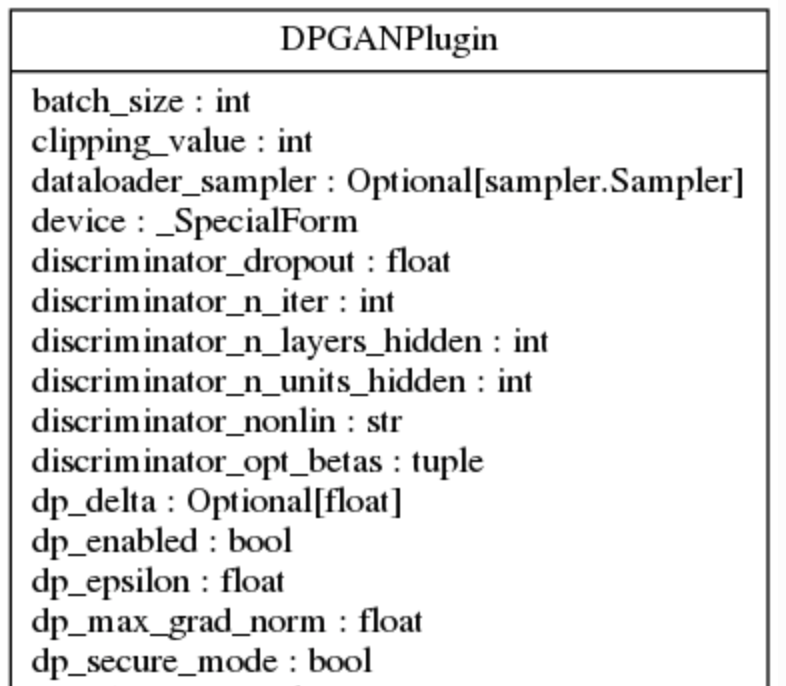 DPGANPlugin
batch_size : int
clipping_value : int
dataloader_sampler : Optional[sampler.Sampler]
device : _SpecialForm
discriminator_dropout : float
discriminator_n_iter : int
discriminator_n_layers_hidden : int
discriminator_n_units_hidden : int
discriminator_nonlin : str
discriminator_opt_betas : tuple
dp_delta : Optional[float]
dp_enabled : bool
dp_epsilon : float
dp_max_grad_norm : float
dp_secure_mode : bool